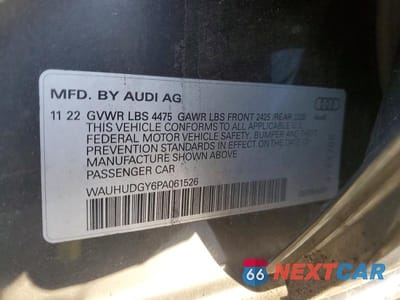 MFD. BY AUDI AG
11 22 GVWR LBS 4475 GAWR LBS FRONT 2425 /REAR
THIS VEHICLE CONFORMS TO ALL APPLICABLE U.S.
FEDERAL MOTOR VEHICLE SAFETY, BUMPER AND THEFT
PREVENTION STANDARDS IN EFFECT ON THE DATE OF
MANUFACTURE SHOWN ABOVE
PASSENGER CAR
WAUHUDGY6PA061526
Audi
66 NEXTCAR